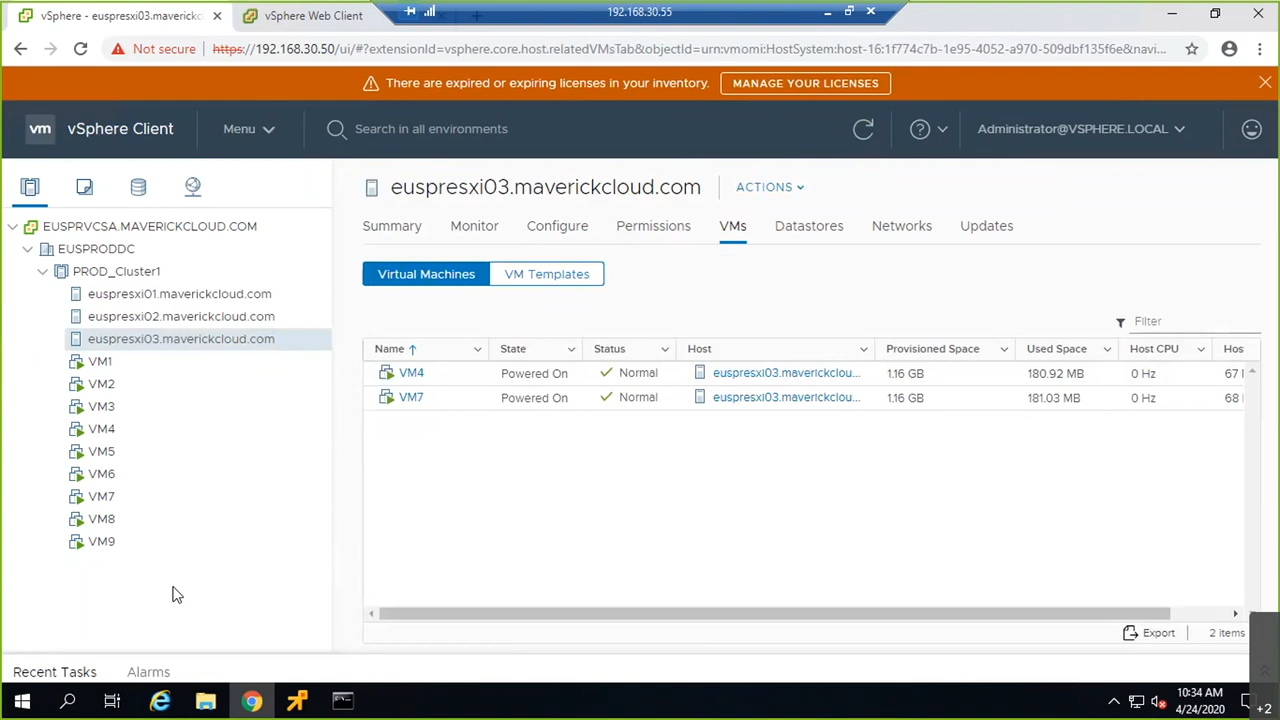 vSphere - euspresxi03.maverickc
vSphere Web Client
192.168.30.55
Not secure
https://192.168.30.50/ui/#?extensionId=vsphere.core.host.relatedVMsTab&objectId=urn:vmomi:HostSystem:host-16:1f774c7b-1e95-4052-a970-509dbf135f6e&navi...
There are expired or expiring licenses in your inventory.
MANAGE YOUR LICENSES
vm
vSphere Client
Menu
Search in all environments
Administrator@VSPHERE.LOCAL
euspresxi03.maverickcloud.com
ACTIONS
Summary
Monitor
Configure
Permissions
VMs
Datastores
Networks
Updates
EUSPRVCSA.MAVERICKCLOUD.COM
EUSPRODDC
PROD_Cluster1
euspresxi01.maverickcloud.com
euspresxi02.maverickcloud.com
euspresxi03.maverickcloud.com
VM1
VM2
VM3
VM4
VM5
VM6
VM7
VM8
VM9
Virtual Machines
VM Templates
Filter
Name State Status Host Provisioned Space Used Space Host CPU Hos
VM4 Powered On Normal euspresxi03.maverickclou... 1.16 GB 180.92 MB 0 Hz 67
VM7 Powered On Normal euspresxi03.maverickclou... 1.16 GB 181.03 MB 0 Hz 68
Export
2 items
Recent Tasks
Alarms
10:34 AM
4/24/2020
+2